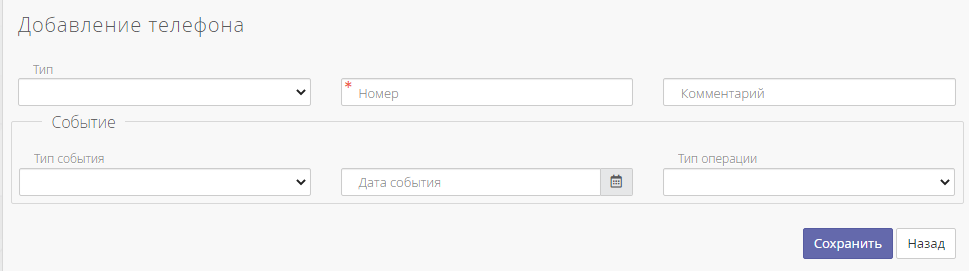 Добавление телефона
Тип
* Номер
Комментарий
Событие
Тип события
Дата события
Тип операции
Сохранить
Назад